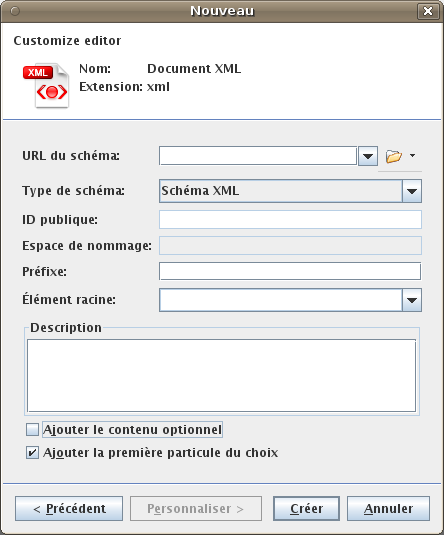 Nouveau
Customize editor
XML
Nom: Document XML
Extension: xml
URL du schéma:
Type de schéma: Schéma XML
ID publique:
Espace de nommage:
Préfixe:
Élément racine:
Description
Ajouter le contenu optionnel
Ajouter la première particule du choix
< Précédent Personnaliser > Créer Annuler